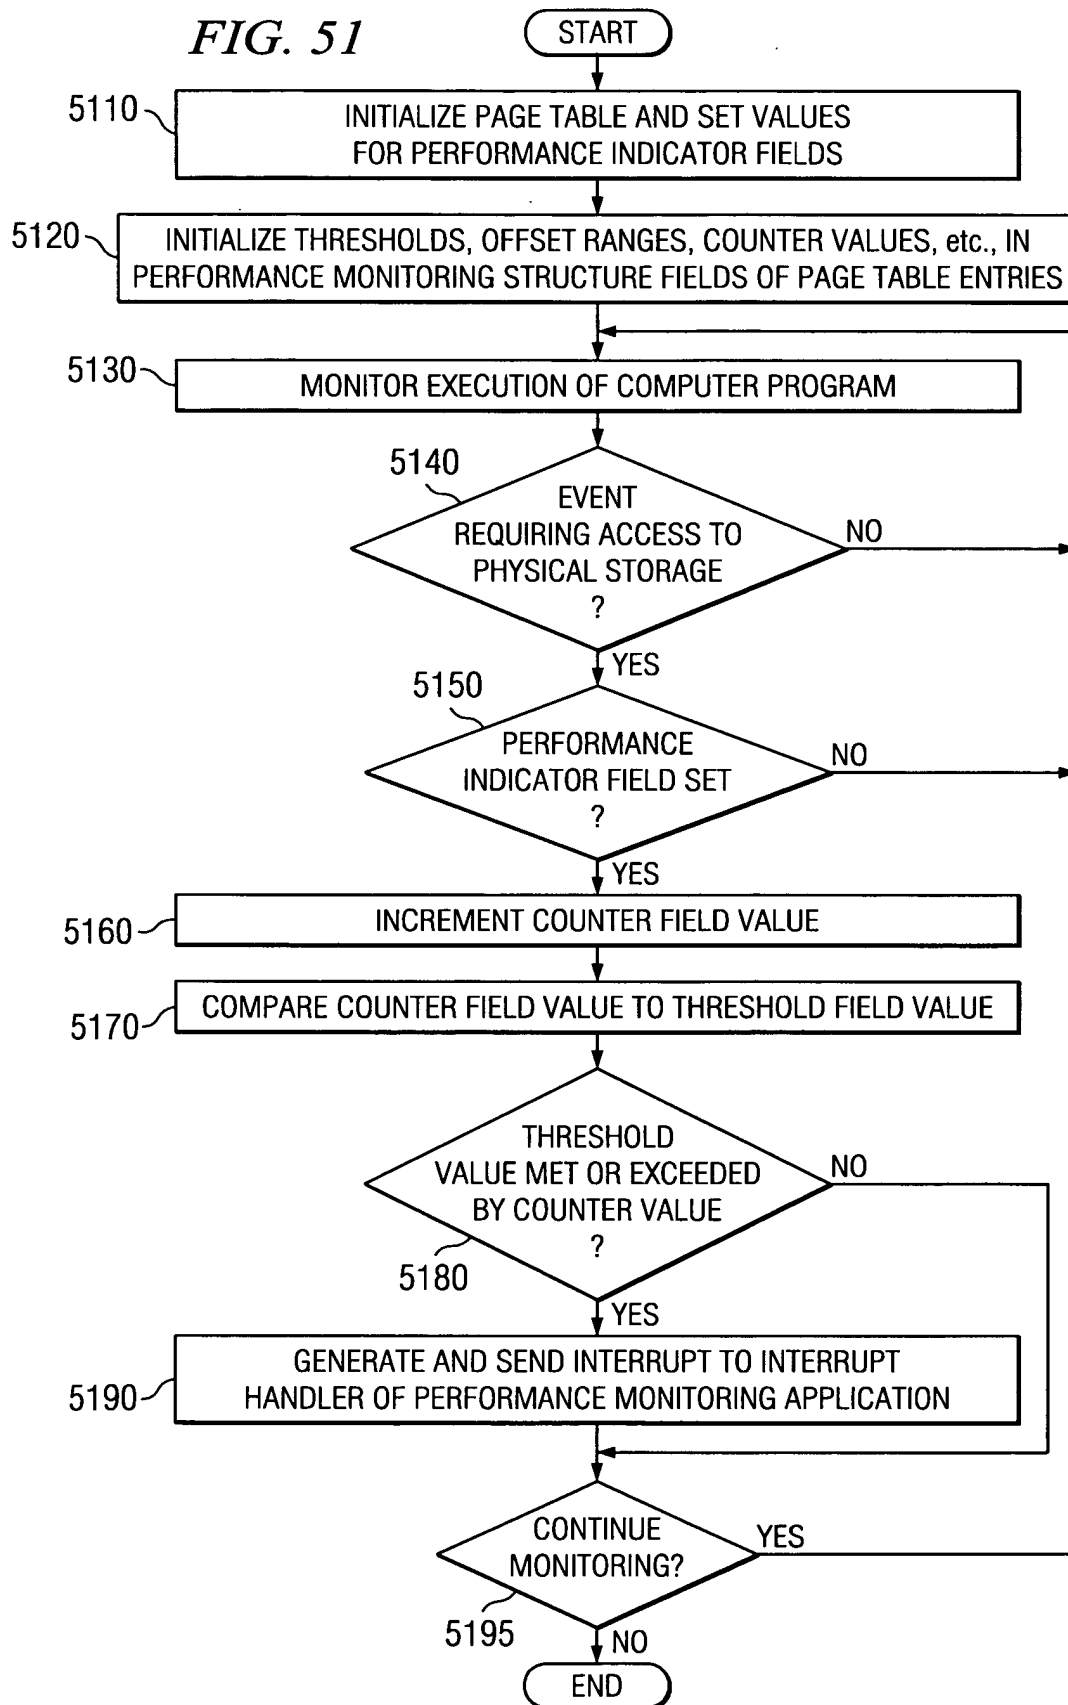 FIG. 51
START
5110
INITIALIZE PAGE TABLE AND SET VALUES
FOR PERFORMANCE INDICATOR FIELDS
5120
INITIALIZE THRESHOLDS, OFFSET RANGES, COUNTER VALUES, etc., IN
PERFORMANCE MONITORING STRUCTURE FIELDS OF PAGE TABLE ENTRIES
5130
MONITOR EXECUTION OF COMPUTER PROGRAM
5140
EVENT
REQUIRING ACCESS TO
PHYSICAL STORAGE
?
NO
YES
5150
PERFORMANCE
INDICATOR FIELD SET
?
NO
YES
5160
INCREMENT COUNTER FIELD VALUE
5170
COMPARE COUNTER FIELD VALUE TO THRESHOLD FIELD VALUE
THRESHOLD
VALUE MET OR EXCEEDED
BY COUNTER VALUE
?
NO
5180
YES
5190
GENERATE AND SEND INTERRUPT TO INTERRUPT
HANDLER OF PERFORMANCE MONITORING APPLICATION
CONTINUE
MONITORING?
YES
5195
NO
END